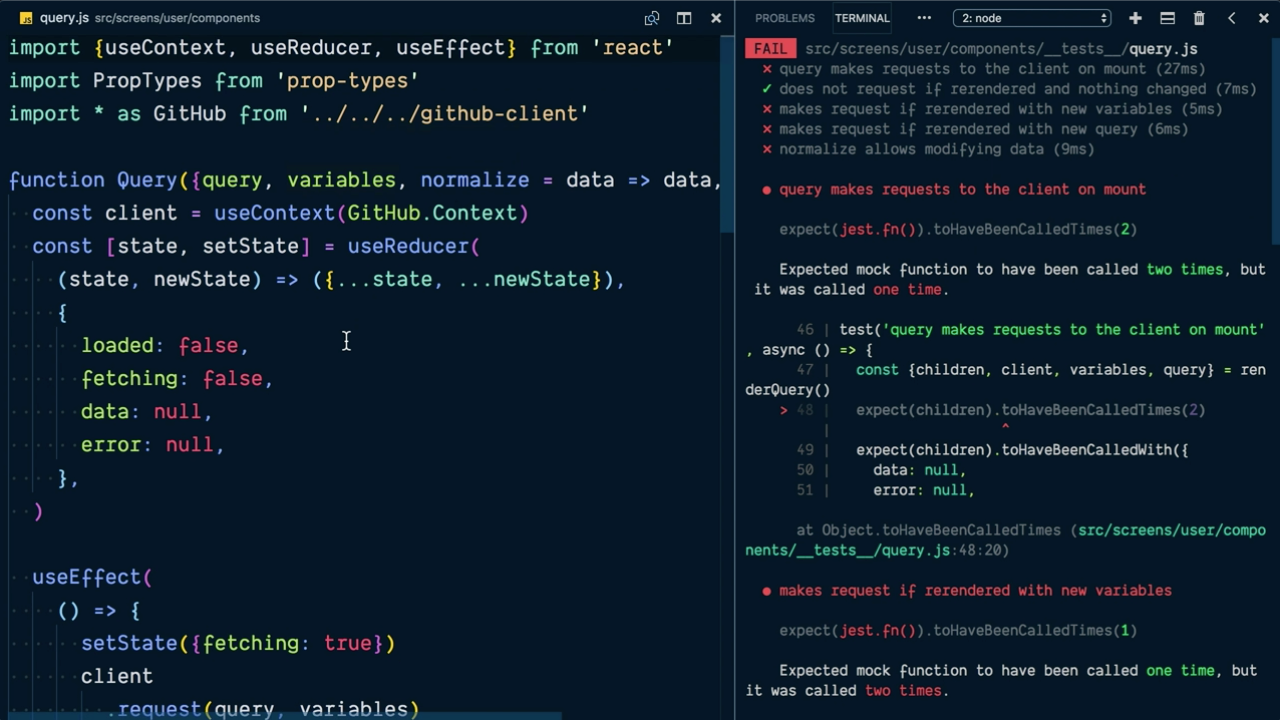 query.js src/screens/user/components
import {useContext, useReducer, useEffect} from 'react'
import PropTypes from 'prop-types'
import * as GitHub from '../../../github-client'
function Query({query, variables, normalize = data => data,
const client = useContext(GitHub.Context)
const [state, setState] = useReducer(
(state, newState) => ({...state, ...newState}),
{
loaded: false,
fetching: false,
data: null,
error: null,
},
)
useEffect(
() => {
setState({fetching: true})
client
.request(query, variables)
PROBLEMS TERMINAL ... 2: node
FAIL src/screens/user/components/__tests__/query.js
✕ query makes requests to the client on mount (27ms)
✓ does not request if rerendered and nothing changed (7ms)
✕ makes request if rerendered with new variables (5ms)
✕ makes request if rerendered with new query (6ms)
✕ normalize allows modifying data (9ms)
● query makes requests to the client on mount
expect(jest.fn()).toHaveBeenCalledTimes(2)
Expected mock function to have been called two times, but
it was called one time.
46 | test('query makes requests to the client on mount'
, async () => {
47 | const {children, client, variables, query} = ren
derQuery()
> 48 | expect(children).toHaveBeenCalledTimes(2)
| ^
49 | expect(children).toHaveBeenCalledWith({
50 | data: null,
51 | error: null,
at Object.toHaveBeenCalledTimes (src/screens/user/compo
nents/__tests__/query.js:48:20)
● makes request if rerendered with new variables
expect(jest.fn()).toHaveBeenCalledTimes(1)
Expected mock function to have been called one time, but
it was called two times.